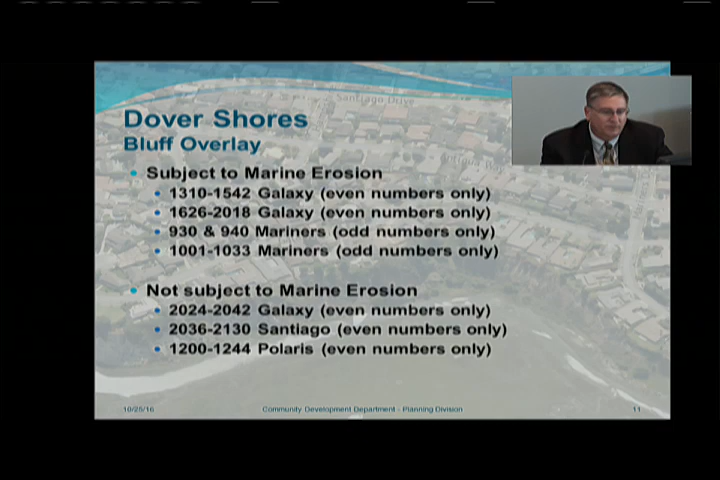 Santiago Drive
Dover Shores
Bluff Overlay
Subject to Marine Erosion
1310-1542 Galaxy (even numbers only)
1626-2018 Galaxy (even numbers only)
930 & 940 Mariners (odd numbers only)
1001-1033 Mariners (odd numbers only)
Not subject to Marine Erosion
2024-2042 Galaxy (even numbers only)
2036-2130 Santiago (even numbers only)
1200-1244 Polaris (even numbers only)
10/25/16
Community Development Department - Planning Division
11